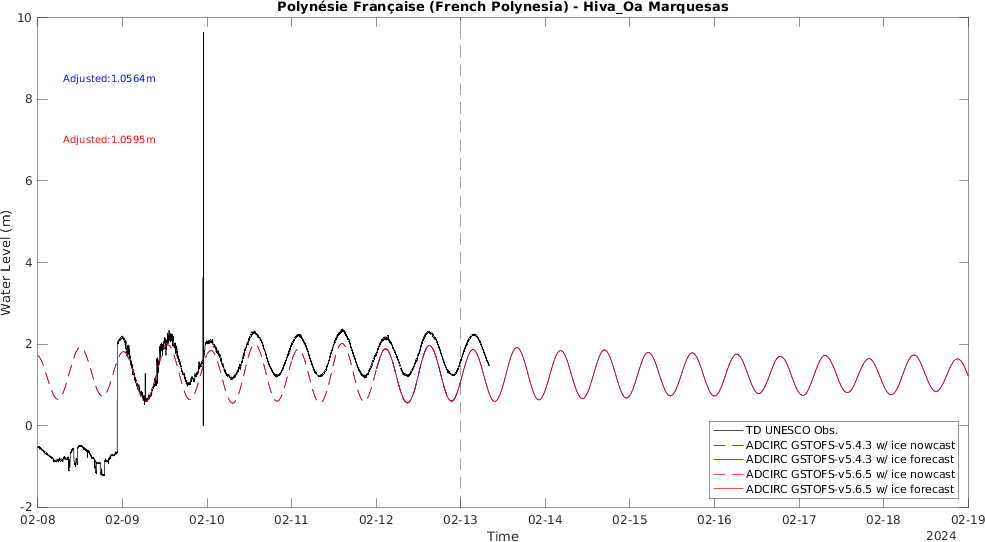 Polynésie Française (French Polynesia) - Hiva_Oa Marquesas
10
8
6
4
2
0
-2
Water Level (m)
Adjusted:1.0564m
Adjusted:1.0595m
TD UNESCO Obs.
ADCIRC GSTOFS-v5.4.3 w/ ice nowcast
ADCIRC GSTOFS-v5.4.3 w/ ice forecast
ADCIRC GSTOFS-v5.6.5 w/ ice nowcast
ADCIRC GSTOFS-v5.6.5 w/ ice forecast
02-08 02-09 02-10 02-11 02-12 02-13 02-14 02-15 02-16 02-17 02-18 02-19
Time
2024